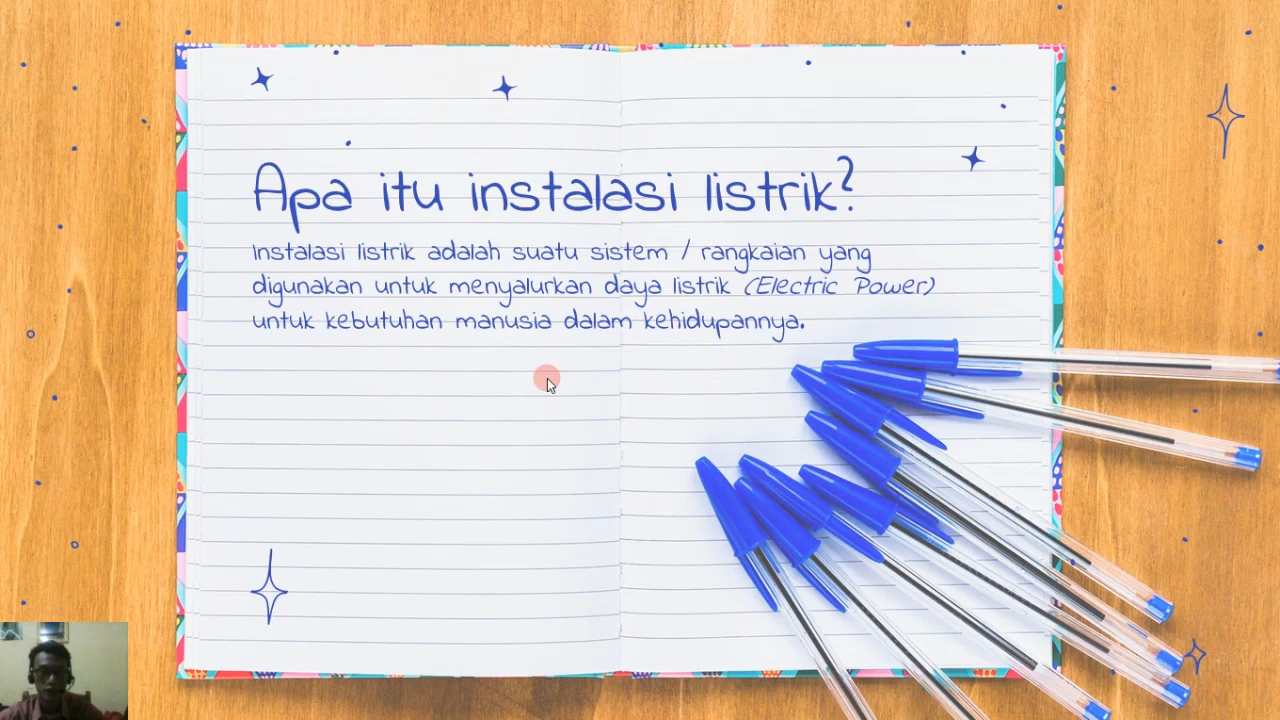 Apa itu instalasi listrik?
Instalasi listrik adalah suatu sistem / rangkaian yang
digunakan untuk menyalurkan daya listrik (Electric Power)
untuk kebutuhan manusia dalam kehidupannya.